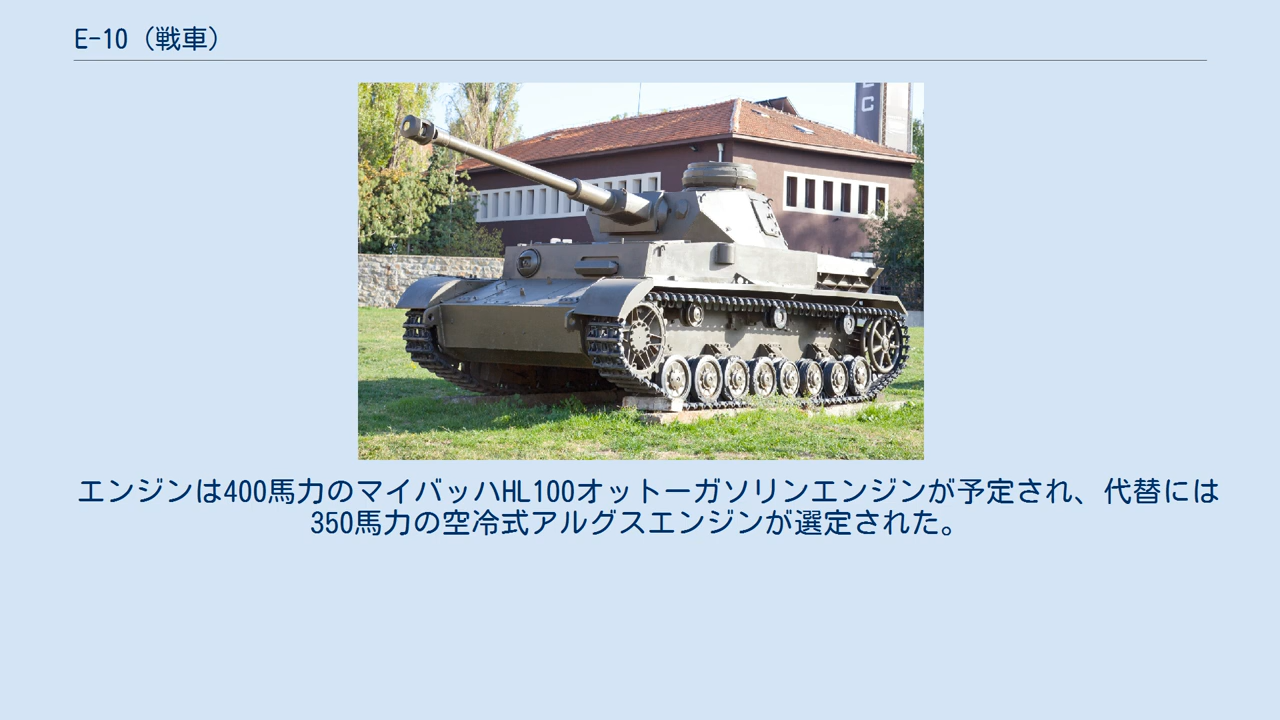 E-10（戦車）
C
エンジンは400馬力のマイバッハHL100オットーガソリンエンジンが予定され、代替には
350馬力の空冷式アルグスエンジンが選定された。